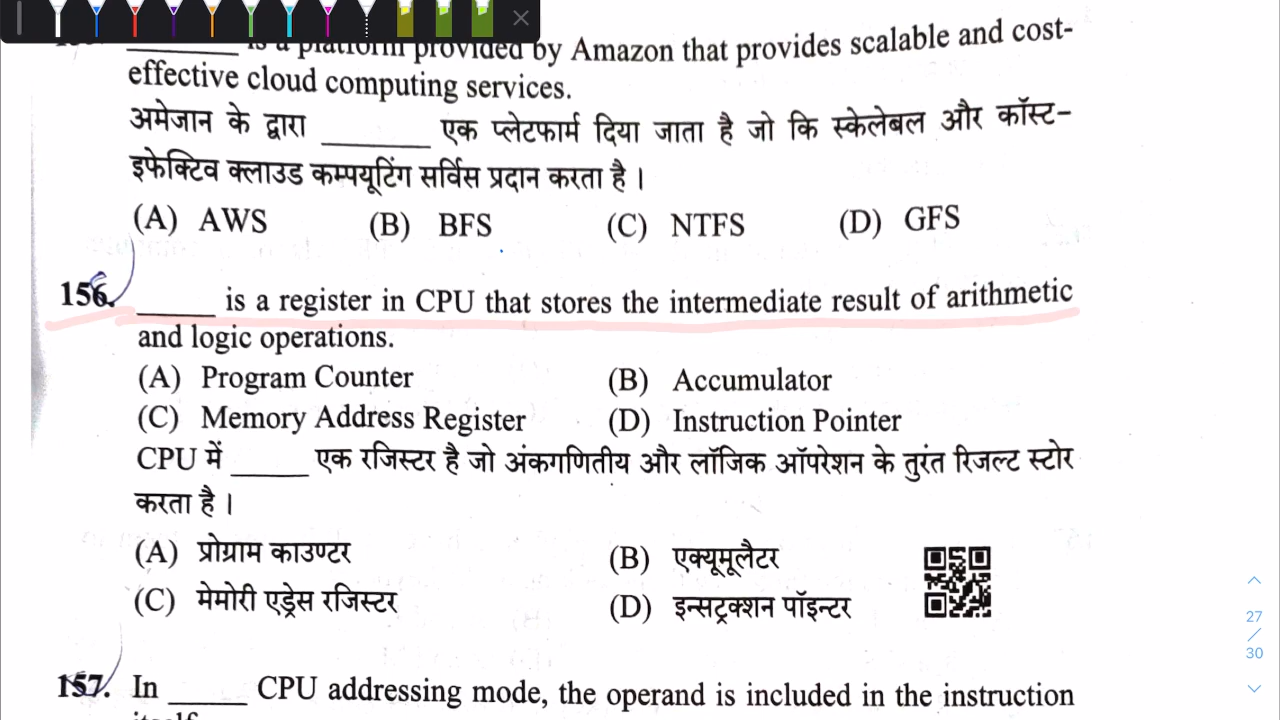 is a platform provided by Amazon that provides scalable and cost-
effective cloud computing services.
अमेजान के द्वारा ________ एक प्लेटफार्म दिया जाता है जो कि स्केलेबल और कॉस्ट-
इफेक्टिव क्लाउड कम्पयूटिंग सर्विस प्रदान करता है ।
(A) AWS (B) BFS (C) NTFS (D) GFS
156. ______ is a register in CPU that stores the intermediate result of arithmetic
and logic operations.
(A) Program Counter (B) Accumulator
(C) Memory Address Register (D) Instruction Pointer
CPU में ______ एक रजिस्टर है जो अंकगणितीय और लॉजिक ऑपरेशन के तुरंत रिजल्ट स्टोर
करता है ।
(A) प्रोग्राम काउण्टर (B) एक्यूमूलैटर
(C) मेमोरी एड्रेस रजिस्टर (D) इन्सट्रक्शन पॉइन्टर
27
/
30
157. In ______ CPU addressing mode, the operand is included in the instruction